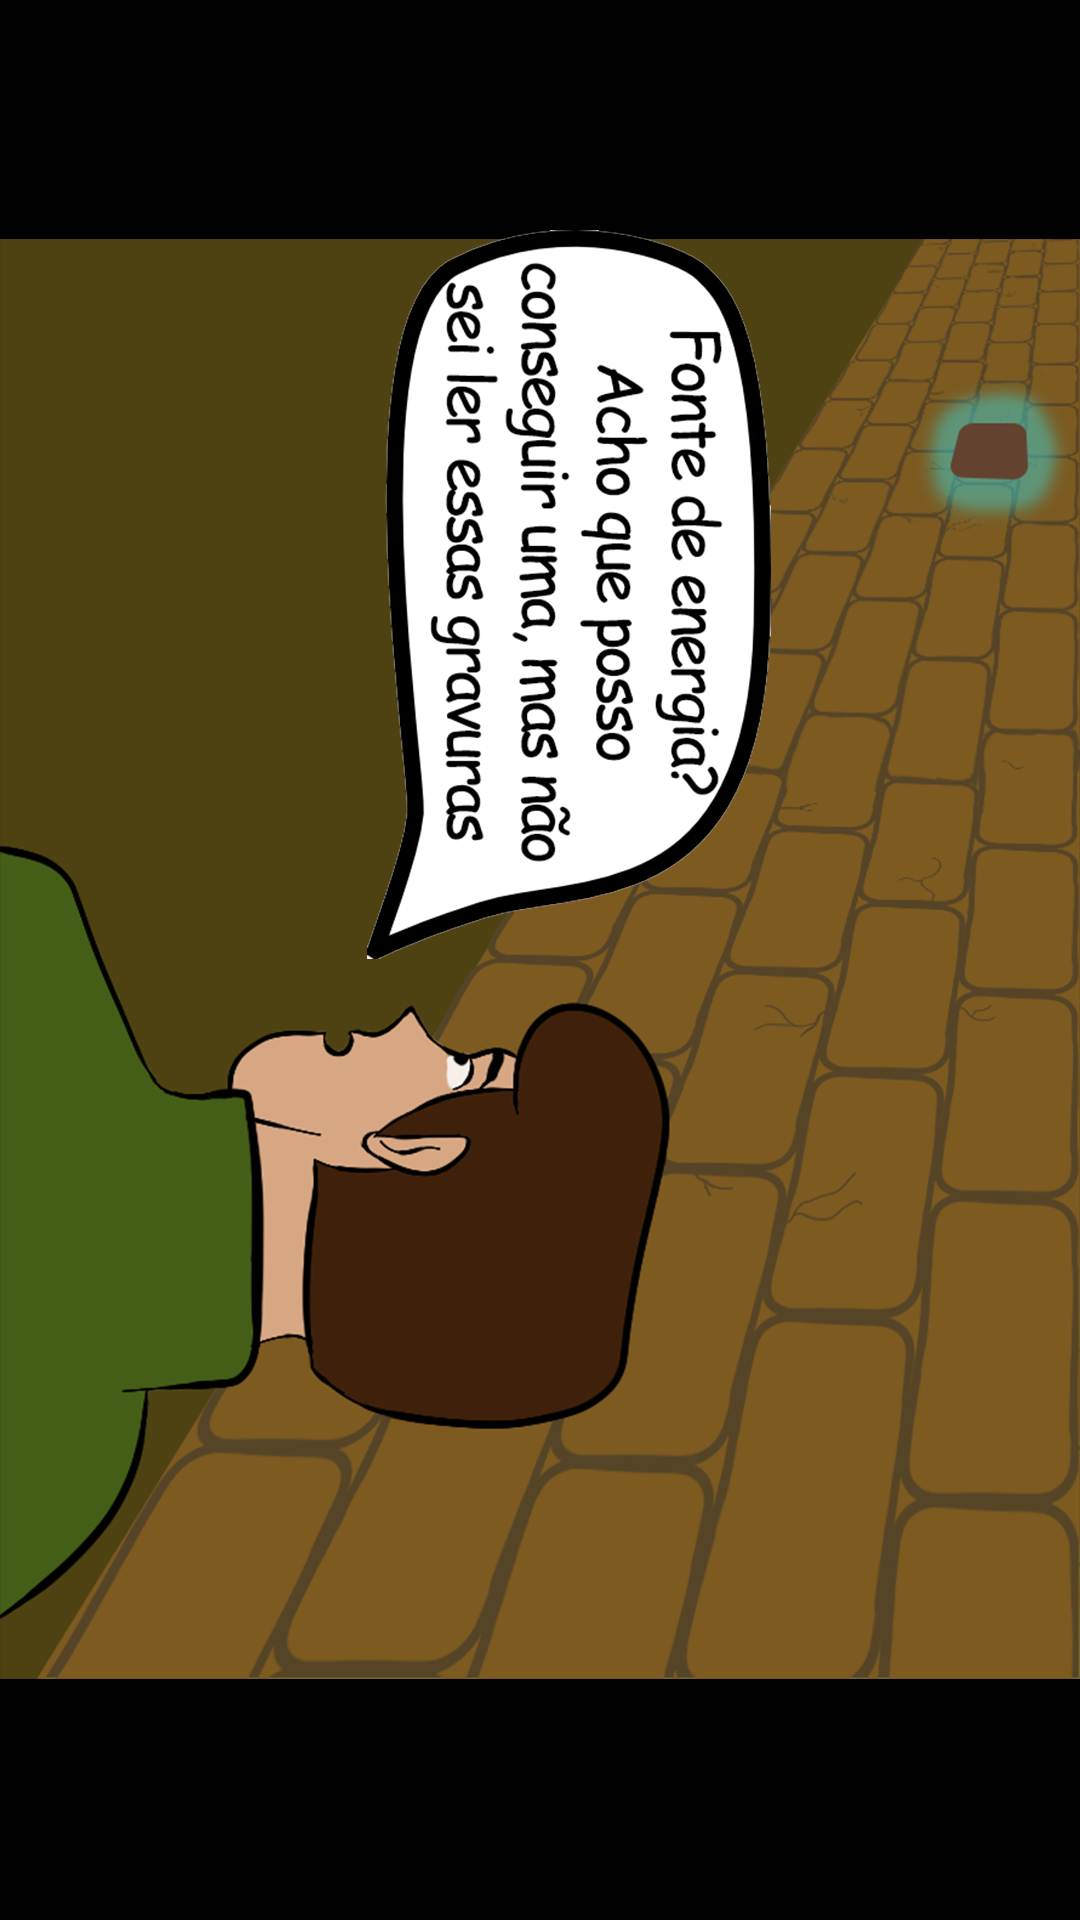 Fonte de energia?
Acho que posso
conseguir uma, mas não
sei ler essas gravuras